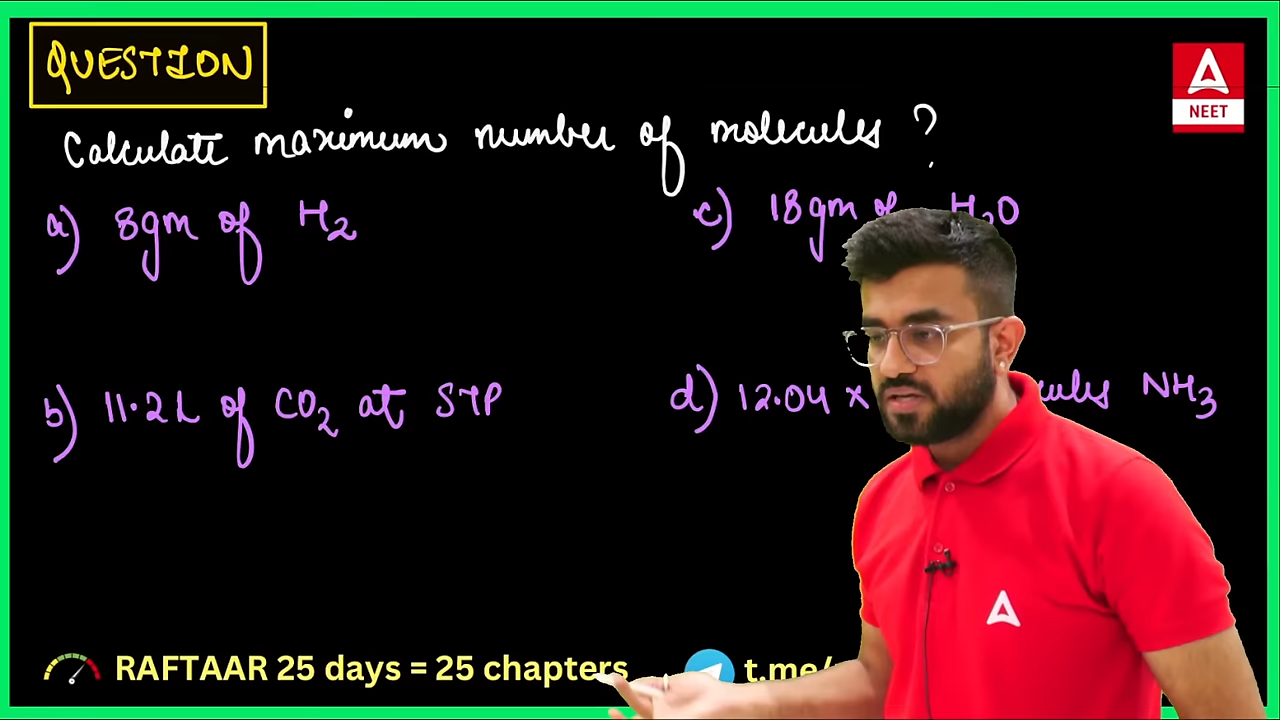 QUESTION
NEET
Calculate maximum number of molecules ?
a) 8gm of H2
c) 18gm of H2O
b) 11.2L of CO2 at STP
d) 12.04 x NH3
RAFTAAR 25 days = 25 chapters
t.me/